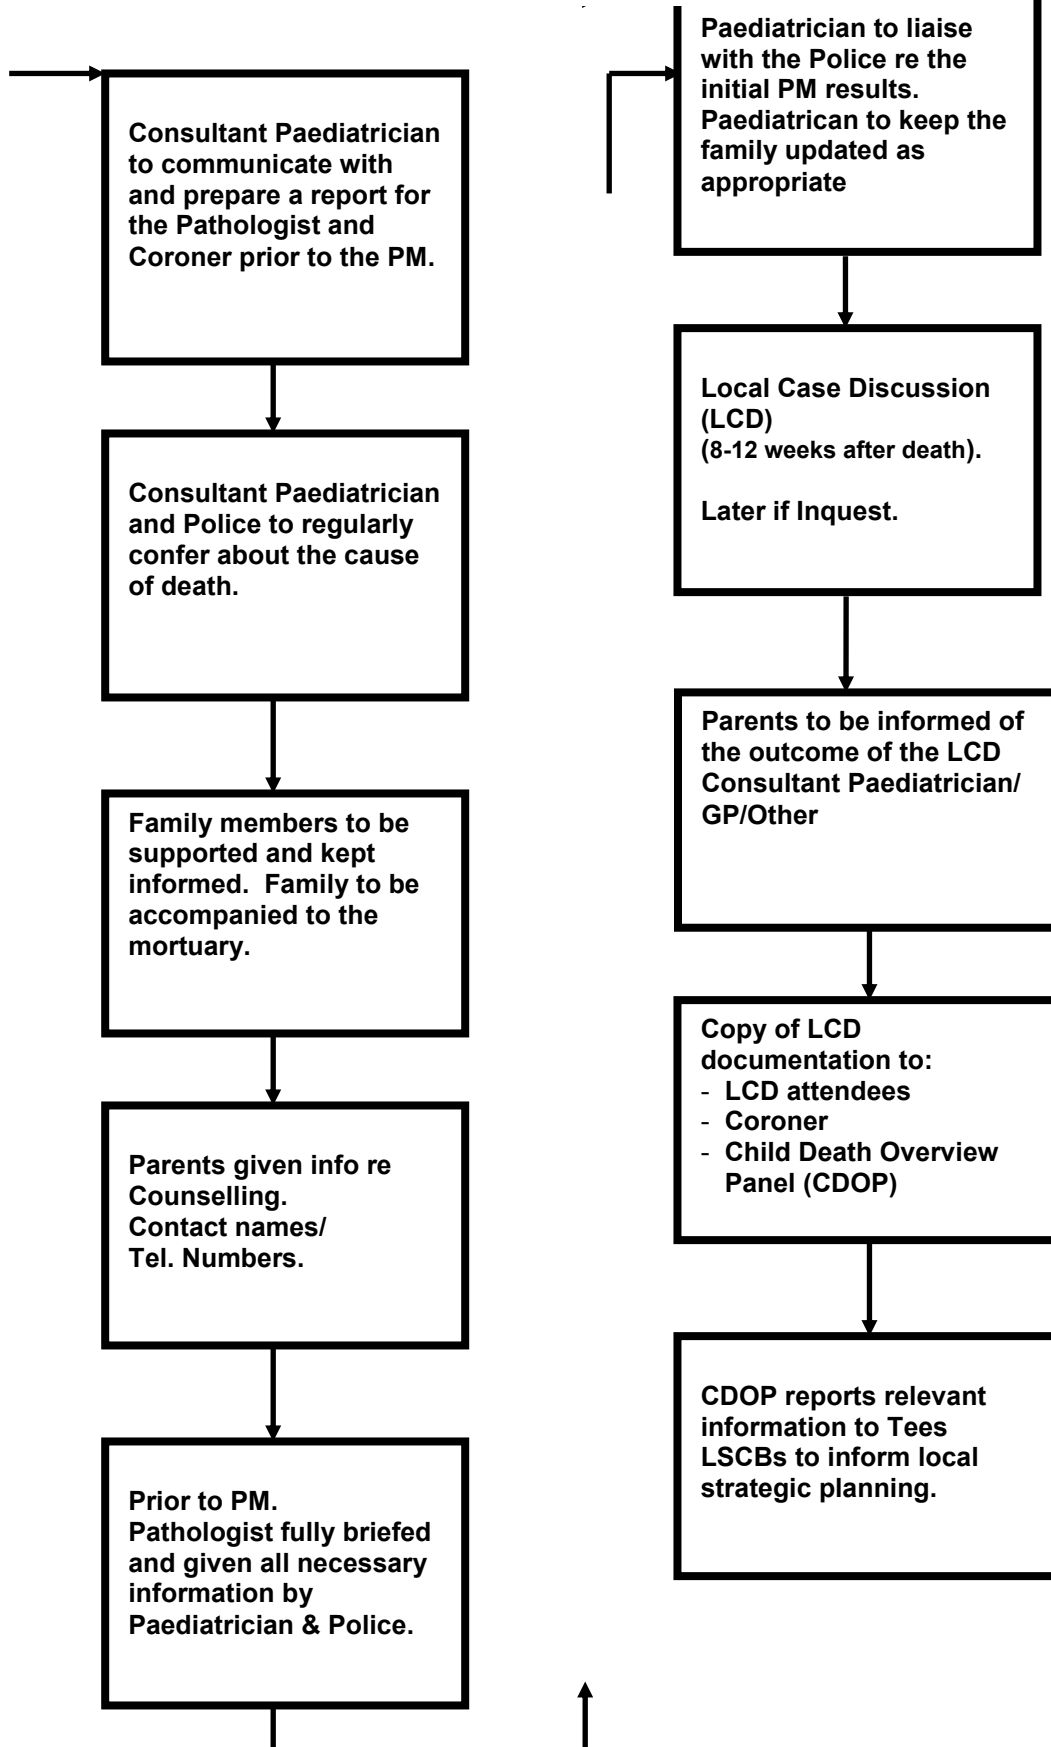 Consultant Paediatrician
to communicate with
and prepare a report for
the Pathologist and
Coroner prior to the PM.
Consultant Paediatrician
and Police to regularly
confer about the cause
of death.
Family members to be
supported and kept
informed.  Family to be
accompanied to the
mortuary.
Parents given info re
Counselling.
Contact names/
Tel. Numbers.
Prior to PM.
Pathologist fully briefed
and given all necessary
information by
Paediatrician & Police.
Paediatrician to liaise
with the Police re the
initial PM results.
Paediatrican to keep the
family updated as
appropriate
Local Case Discussion
(LCD)
(8-12 weeks after death).
Later if Inquest.
Parents to be informed of
the outcome of the LCD
Consultant Paediatrician/
GP/Other
Copy of LCD
documentation to:
- LCD attendees
- Coroner
- Child Death Overview
Panel (CDOP)
CDOP reports relevant
information to Tees
LSCBs to inform local
strategic planning.